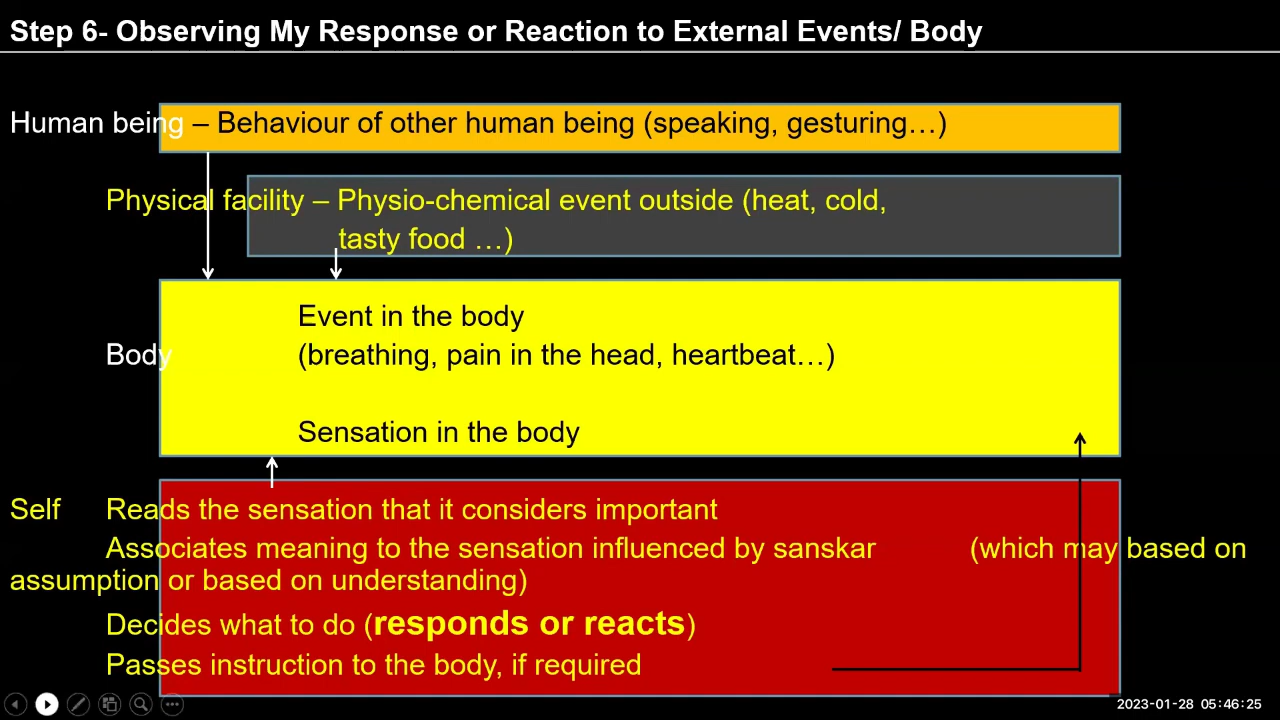 Step 6- Observing My Response or Reaction to External Events/ Body
Human being – Behaviour of other human being (speaking, gesturing…)
Physical facility – Physio-chemical event outside (heat, cold,
tasty food …)
Event in the body
Body (breathing, pain in the head, heartbeat…)
Sensation in the body
Self Reads the sensation that it considers important
Associates meaning to the sensation influenced by sanskar (which may based on
assumption or based on understanding)
Decides what to do (responds or reacts)
Passes instruction to the body, if required
2023-01-28 05:46:25